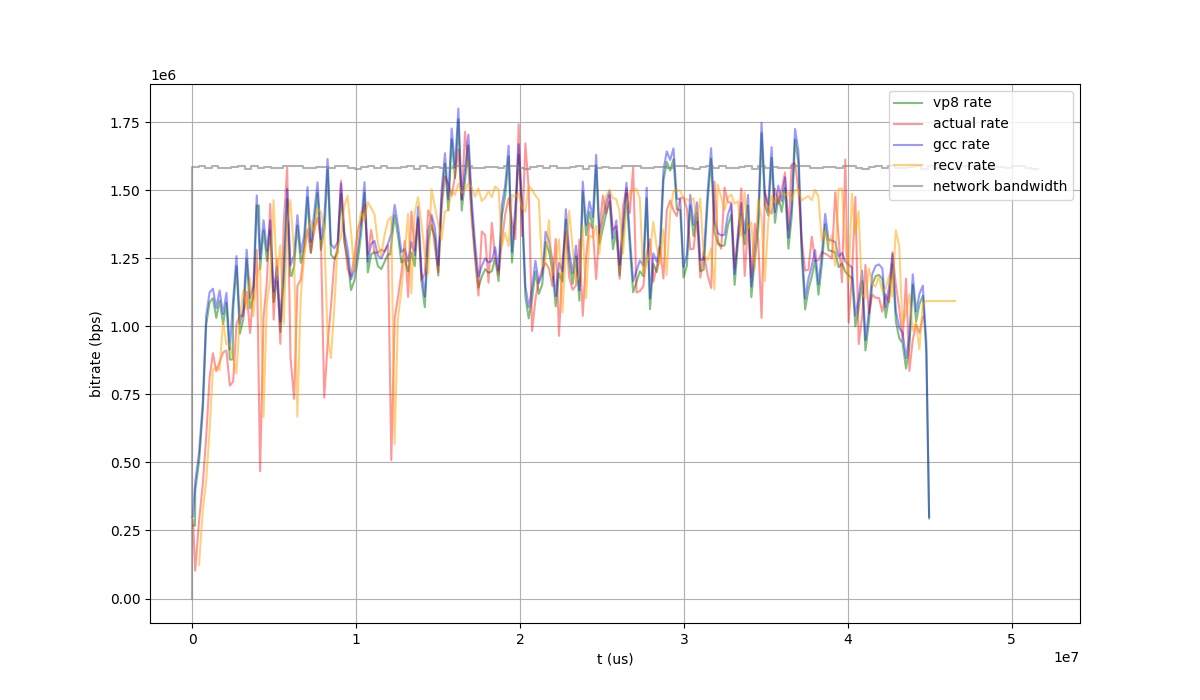 1e6
vp8 rate
actual rate
gcc rate
recv rate
network bandwidth
1.75
1.50
1.25
1.00
0.75
0.50
0.25
0.00
bitrate (bps)
0 1 2 3 4 5
t (us)
1e7